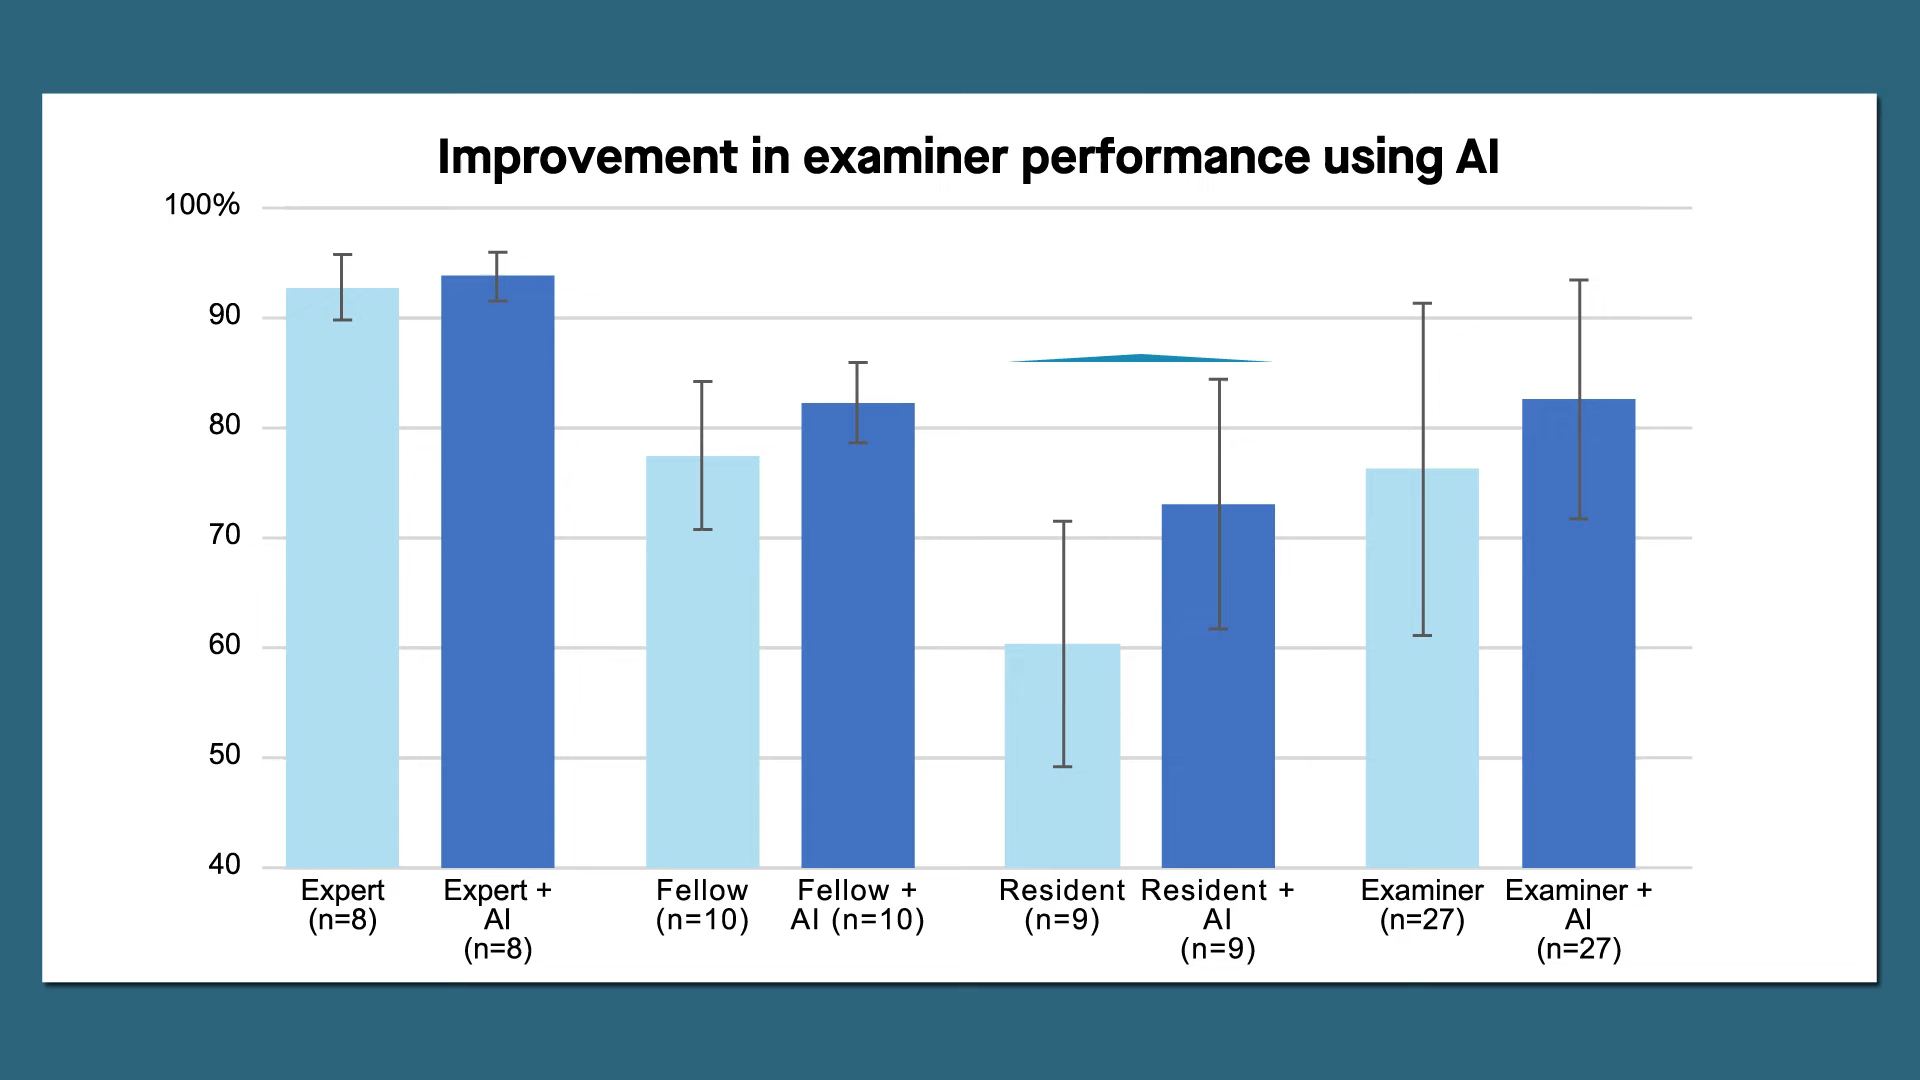 Improvement in examiner performance using AI
100%
90
80
70
60
50
40
Expert
(n=8)
Expert +
AI
(n=8)
Fellow
(n=10)
Fellow +
AI (n=10)
Resident
(n=9)
Resident +
AI
(n=9)
Examiner
(n=27)
Examiner +
AI
(n=27)